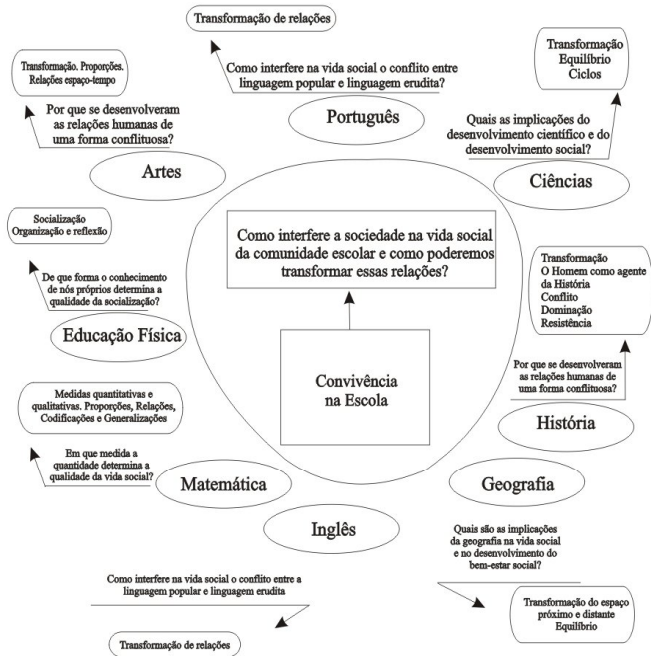 Transformação de relações
Como interfere na vida social o conflito entre
linguagem popular e linguagem erudita?
Português
Transformação
Equilíbrio
Ciclos
Quais as implicações do
desenvolvimento científico e do
desenvolvimento social?
Ciências
Transformação. Proporções.
Relações espaço-tempo
Por que se desenvolveram
as relações humanas de
uma forma conflituosa?
Artes
Socialização
Organização e reflexão
De que forma o conhecimento
de nós próprios determina a
qualidade da socialização?
Educação Física
Como interfere a sociedade na vida social
da comunidade escolar e como poderemos
transformar essas relações?
Convivência
na Escola
Transformação
O Homem como agente
da História
Conflito
Dominação
Resistência
Por que se desenvolveram
as relações humanas de
uma forma conflituosa?
História
Medidas quantitativas e
qualitativas. Proporções, Relações,
Codificações e Generalizações
Em que medida a
quantidade determina a
qualidade da vida social?
Matemática
Geografia
Quais são as implicações
da geografia na vida social
e no desenvolvimento do
bem-estar social?
Transformação do espaço
próximo e distante
Equilíbrio
Inglês
Como interfere na vida social o conflito entre a
linguagem popular e linguagem erudita
Transformação de relações